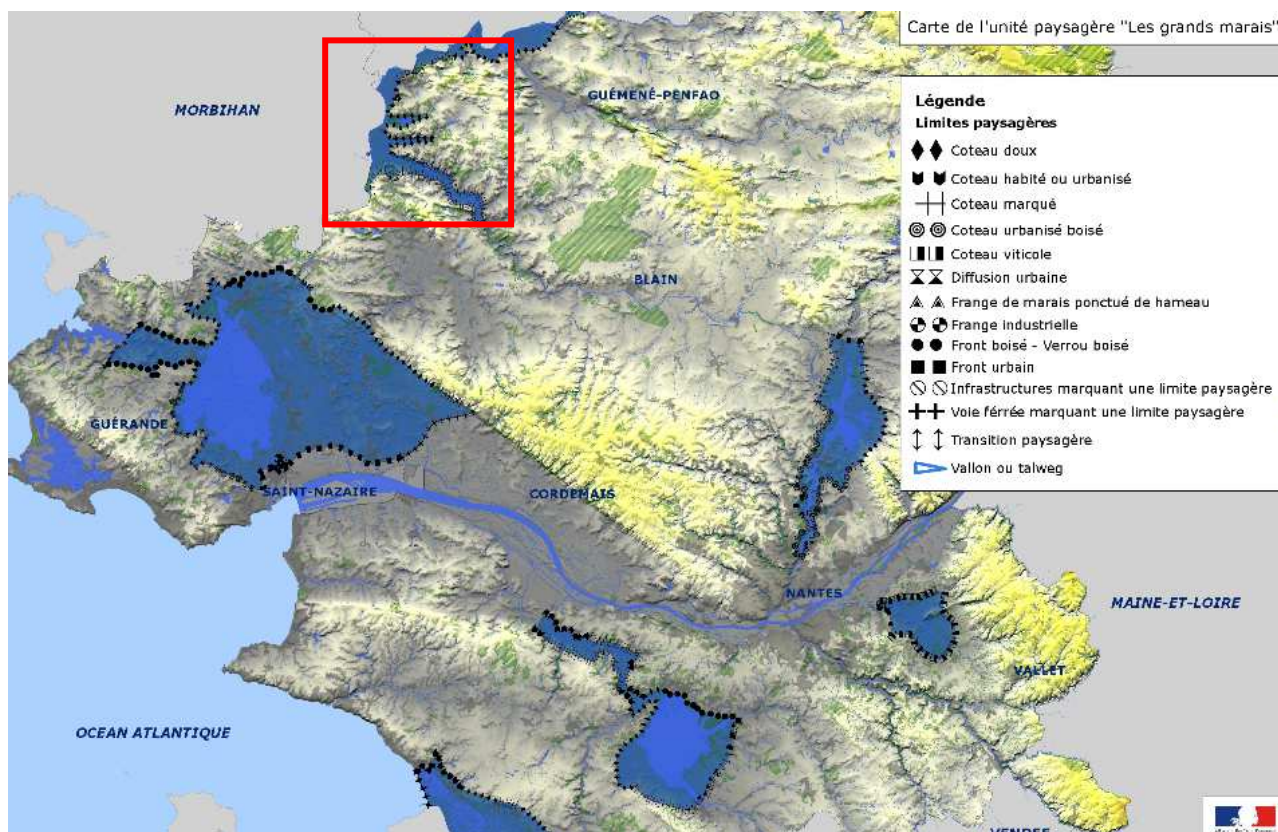 Carte de l'unité paysagère "Les grands marais"
Légende
Limites paysagères
Coteau doux
Coteau habité ou urbanisé
Coteau marqué
Coteau urbanisé boisé
Coteau viticole
Diffusion urbaine
Frange de marais ponctué de hameau
Frange industrielle
Front boisé - Verrou boisé
Front urbain
Infrastructures marquant une limite paysagère
Voie férrée marquant une limite paysagère
Transition paysagère
Vallon ou talweg
MORBIHAN
GUÉMENÉ-PENFAO
BLAIN
GUÉRANDE
SAINT-NAZAIRE
CORDEMAIS
NANTES
MAINE-ET-LOIRE
VALLET
OCEAN ATLANTIQUE
VENDEE